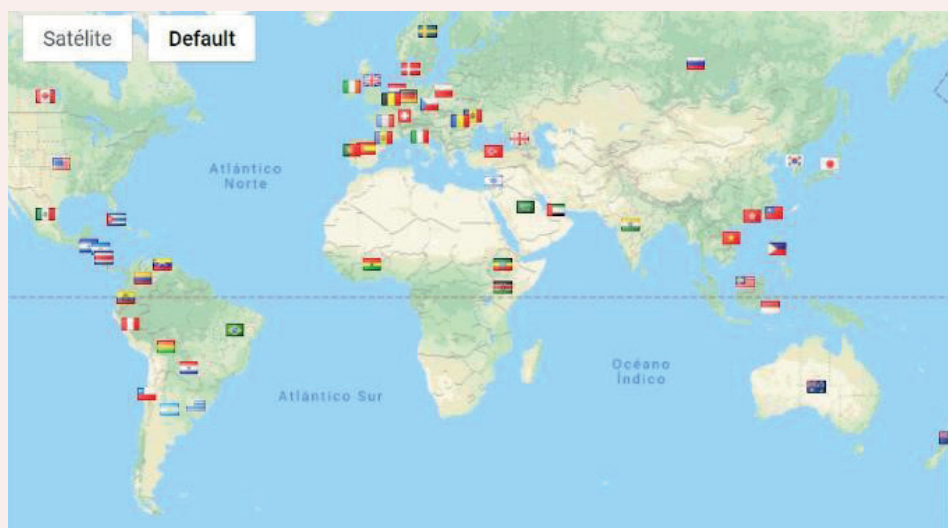 Satélite
Default
Atlántico
Norte
Océano
Índico
Atlántico Sur